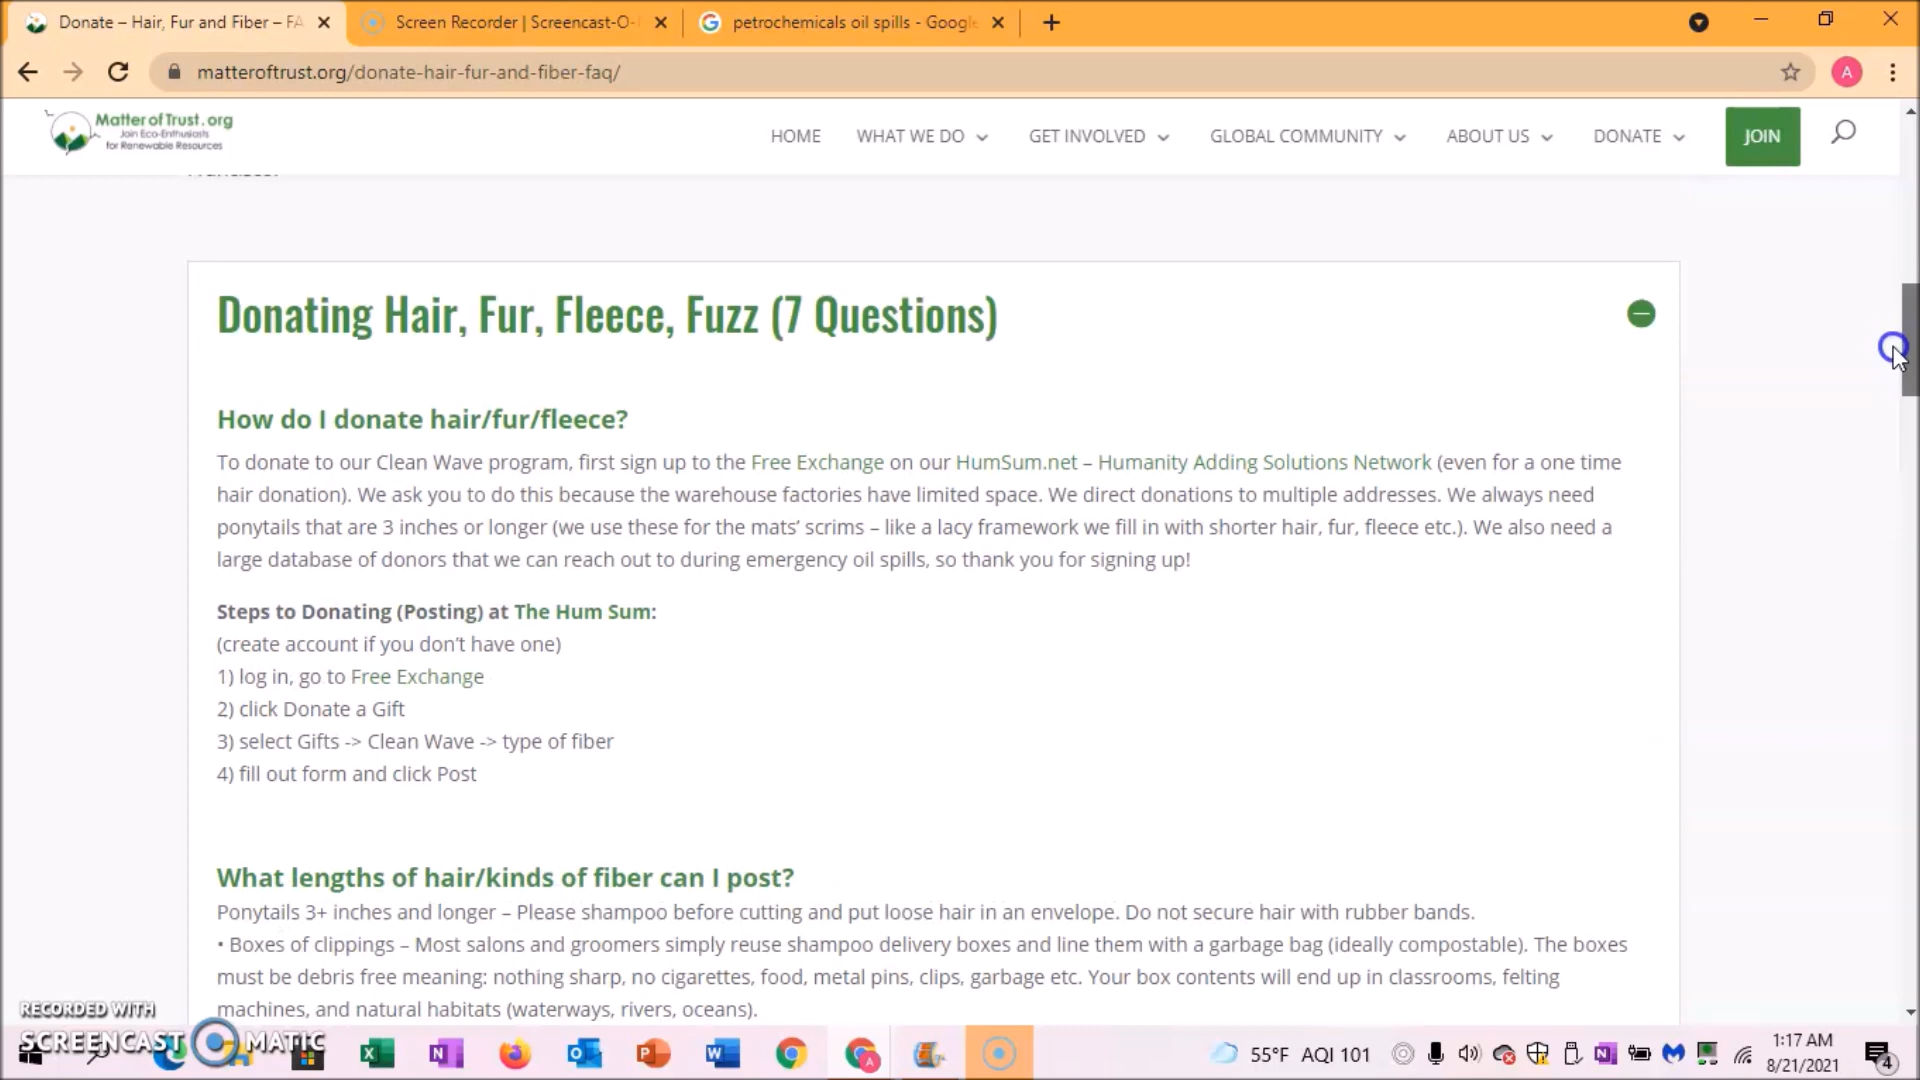 Donate – Hair, Fur and Fiber – FA
Screen Recorder | Screencast-O-
petrochemicals oil spills - Google
matteroftrust.org/donate-hair-fur-and-fiber-faq/
A
Matter of Trust.org
Join Eco-Enthusiasts
for Renewable Resources
HOME
WHAT WE DO
GET INVOLVED
GLOBAL COMMUNITY
ABOUT US
DONATE
JOIN
Donating Hair, Fur, Fleece, Fuzz (7 Questions)
How do I donate hair/fur/fleece?
To donate to our Clean Wave program, first sign up to the Free Exchange on our HumSum.net – Humanity Adding Solutions Network (even for a one time
hair donation). We ask you to do this because the warehouse factories have limited space. We direct donations to multiple addresses. We always need
ponytails that are 3 inches or longer (we use these for the mats' scrims – like a lacy framework we fill in with shorter hair, fur, fleece etc.). We also need a
large database of donors that we can reach out to during emergency oil spills, so thank you for signing up!
Steps to Donating (Posting) at The Hum Sum:
(create account if you don't have one)
1) log in, go to Free Exchange
2) click Donate a Gift
3) select Gifts -> Clean Wave -> type of fiber
4) fill out form and click Post
What lengths of hair/kinds of fiber can I post?
Ponytails 3+ inches and longer – Please shampoo before cutting and put loose hair in an envelope. Do not secure hair with rubber bands.
• Boxes of clippings – Most salons and groomers simply reuse shampoo delivery boxes and line them with a garbage bag (ideally compostable). The boxes
must be debris free meaning: nothing sharp, no cigarettes, food, metal pins, clips, garbage etc. Your box contents will end up in classrooms, felting
machines, and natural habitats (waterways, rivers, oceans).
RECORDED WITH
SCREENCAST MATIC
55°F AQI 101
1:17 AM
8/21/2021
4